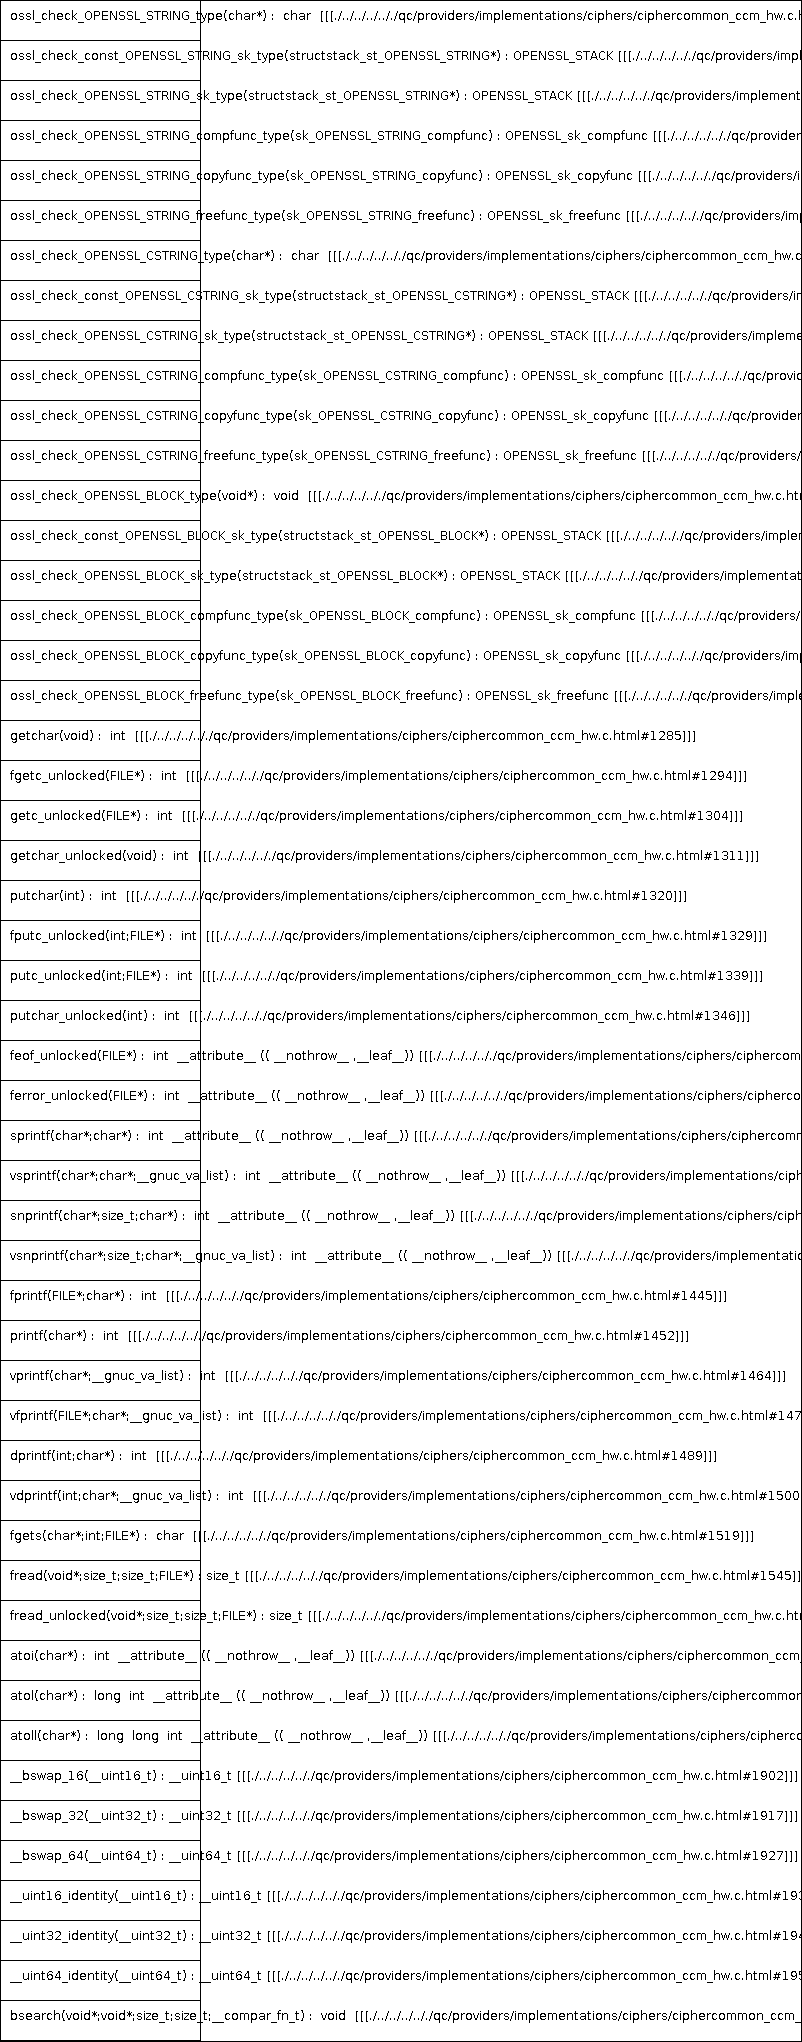 ossl_check_OPENSSL_STRING_type(char*) : char [[[./../../../../../qc/providers/implementations/ciphers/ciphercommon_ccm_hw.c.h
ossl_check_const_OPENSSL_STRING_sk_type(structstack_st_OPENSSL_STRING*) : OPENSSL_STACK [[[./../../../../../qc/providers/impl
ossl_check_OPENSSL_STRING_sk_type(structstack_st_OPENSSL_STRING*) : OPENSSL_STACK [[[./../../../../../qc/providers/implement
ossl_check_OPENSSL_STRING_compfunc_type(sk_OPENSSL_STRING_compfunc) : OPENSSL_sk_compfunc [[[./../../../../../qc/provider
ossl_check_OPENSSL_STRING_copyfunc_type(sk_OPENSSL_STRING_copyfunc) : OPENSSL_sk_copyfunc [[[./../../../../../qc/providers/i
ossl_check_OPENSSL_STRING_freefunc_type(sk_OPENSSL_STRING_freefunc) : OPENSSL_sk_freefunc [[[./../../../../../qc/providers/imp
ossl_check_OPENSSL_CSTRING_type(char*) : char [[[./../../../../../qc/providers/implementations/ciphers/ciphercommon_ccm_hw.c
ossl_check_const_OPENSSL_CSTRING_sk_type(structstack_st_OPENSSL_CSTRING*) : OPENSSL_STACK [[[./../../../../../qc/providers/in
ossl_check_OPENSSL_CSTRING_sk_type(structstack_st_OPENSSL_CSTRING*) : OPENSSL_STACK [[[./../../../../../qc/providers/impleme
ossl_check_OPENSSL_CSTRING_compfunc_type(sk_OPENSSL_CSTRING_compfunc) : OPENSSL_sk_compfunc [[[./../../../../../qc/provid
ossl_check_OPENSSL_CSTRING_copyfunc_type(sk_OPENSSL_CSTRING_copyfunc) : OPENSSL_sk_copyfunc [[[./../../../../../qc/provider
ossl_check_OPENSSL_CSTRING_freefunc_type(sk_OPENSSL_CSTRING_freefunc) : OPENSSL_sk_freefunc [[[./../../../../../qc/providers/
ossl_check_OPENSSL_BLOCK_type(void*) : void [[[./../../../../../qc/providers/implementations/ciphers/ciphercommon_ccm_hw.c.htm
ossl_check_const_OPENSSL_BLOCK_sk_type(structstack_st_OPENSSL_BLOCK*) : OPENSSL_STACK [[[./../../../../../qc/providers/implem
ossl_check_OPENSSL_BLOCK_sk_type(structstack_st_OPENSSL_BLOCK*) : OPENSSL_STACK [[[./../../../../../qc/providers/implementat
ossl_check_OPENSSL_BLOCK_compfunc_type(sk_OPENSSL_BLOCK_compfunc) : OPENSSL_sk_compfunc [[[./../../../../../qc/providers/
ossl_check_OPENSSL_BLOCK_copyfunc_type(sk_OPENSSL_BLOCK_copyfunc) : OPENSSL_sk_copyfunc [[[./../../../../../qc/providers/imp
ossl_check_OPENSSL_BLOCK_freefunc_type(sk_OPENSSL_BLOCK_freefunc) : OPENSSL_sk_freefunc [[[./../../../../../qc/providers/imple
getchar(void) : int [[[./../../../../../qc/providers/implementations/ciphers/ciphercommon_ccm_hw.c.html#1285]]]
fgetc_unlocked(FILE*) : int [[[./../../../../../qc/providers/implementations/ciphers/ciphercommon_ccm_hw.c.html#1294]]]
getc_unlocked(FILE*) : int [[[./../../../../../qc/providers/implementations/ciphers/ciphercommon_ccm_hw.c.html#1304]]]
getchar_unlocked(void) : int [[[./../../../../../qc/providers/implementations/ciphers/ciphercommon_ccm_hw.c.html#1311]]]
putchar(int) : int [[[./../../../../../qc/providers/implementations/ciphers/ciphercommon_ccm_hw.c.html#1320]]]
fputc_unlocked(int;FILE*) : int [[[./../../../../../qc/providers/implementations/ciphers/ciphercommon_ccm_hw.c.html#1329]]]
putc_unlocked(int;FILE*) : int [[[./../../../../../qc/providers/implementations/ciphers/ciphercommon_ccm_hw.c.html#1339]]]
putchar_unlocked(int) : int [[[./../../../../../qc/providers/implementations/ciphers/ciphercommon_ccm_hw.c.html#1346]]]
feof_unlocked(FILE*) : int __attribute__ (( __nothrow__ ,__leaf__)) [[[./../../../../../qc/providers/implementations/ciphers/ciphercom
ferror_unlocked(FILE*) : int __attribute__ (( __nothrow__ ,__leaf__)) [[[./../../../../../qc/providers/implementations/ciphers/ciphercо
sprintf(char*;char*) : int __attribute__ (( __nothrow__ ,__leaf__)) [[[./../../../../../qc/providers/implementations/ciphers/ciphercomm
vsprintf(char*;char*;__gnuc_va_list) : int __attribute__ (( __nothrow__ ,__leaf__)) [[[./../../../../../qc/providers/implementations/ciph
snprintf(char*;size_t;char*) : int __attribute__ (( __nothrow__ ,__leaf__)) [[[./../../../../../qc/providers/implementations/ciphers/ciph
vsnprintf(char*;size_t;char*;__gnuc_va_list) : int __attribute__ (( __nothrow__ ,__leaf__)) [[[./../../../../../qc/providers/implementatio
fprintf(FILE*;char*) : int [[[./../../../../../qc/providers/implementations/ciphers/ciphercommon_ccm_hw.c.html#1445]]]
printf(char*) : int [[[./../../../../../qc/providers/implementations/ciphers/ciphercommon_ccm_hw.c.html#1452]]]
vprintf(char*;__gnuc_va_list) : int [[[./../../../../../qc/providers/implementations/ciphers/ciphercommon_ccm_hw.c.html#1464]]]
vfprintf(FILE*;char*;__gnuc_va_list) : int [[[./../../../../../qc/providers/implementations/ciphers/ciphercommon_ccm_hw.c.html#147
dprintf(int;char*) : int [[[./../../../../../qc/providers/implementations/ciphers/ciphercommon_ccm_hw.c.html#1489]]]
vdprintf(int;char*;__gnuc_va_list) : int [[[./../../../../../qc/providers/implementations/ciphers/ciphercommon_ccm_hw.c.html#1500
fgets(char*;int;FILE*) : char [[[./../../../../../qc/providers/implementations/ciphers/ciphercommon_ccm_hw.c.html#1519]]]
fread(void*;size_t;size_t;FILE*) : size_t [[[./../../../../../qc/providers/implementations/ciphers/ciphercommon_ccm_hw.c.html#1545]]
fread_unlocked(void*;size_t;size_t;FILE*) : size_t [[[./../../../../../qc/providers/implementations/ciphers/ciphercommon_ccm_hw.c.htm
atoi(char*) : int __attribute__ (( __nothrow__ ,__leaf__)) [[[./../../../../../qc/providers/implementations/ciphers/ciphercommon_ccm_
atol(char*) : long int __attribute__ (( __nothrow__ ,__leaf__)) [[[./../../../../../qc/providers/implementations/ciphers/ciphercommon
atoll(char*) : long long int __attribute__ (( __nothrow__ ,__leaf__)) [[[./../../../../../qc/providers/implementations/ciphers/cipherco
__bswap_16(__uint16_t) : __uint16_t [[[./../../../../../qc/providers/implementations/ciphers/ciphercommon_ccm_hw.c.html#1902]]]
__bswap_32(__uint32_t) : __uint32_t [[[./../../../../../qc/providers/implementations/ciphers/ciphercommon_ccm_hw.c.html#1917]]]
__bswap_64(__uint64_t) : __uint64_t [[[./../../../../../qc/providers/implementations/ciphers/ciphercommon_ccm_hw.c.html#1927]]]
__uint16_identity(__uint16_t) : __uint16_t [[[./../../../../../qc/providers/implementations/ciphers/ciphercommon_ccm_hw.c.html#193
__uint32_identity(__uint32_t) : __uint32_t [[[./../../../../../qc/providers/implementations/ciphers/ciphercommon_ccm_hw.c.html#194
__uint64_identity(__uint64_t) : __uint64_t [[[./../../../../../qc/providers/implementations/ciphers/ciphercommon_ccm_hw.c.html#195
bsearch(void*;void*;size_t;size_t;__compar_fn_t) : void [[[./../../../../../qc/providers/implementations/ciphers/ciphercommon_ccm_